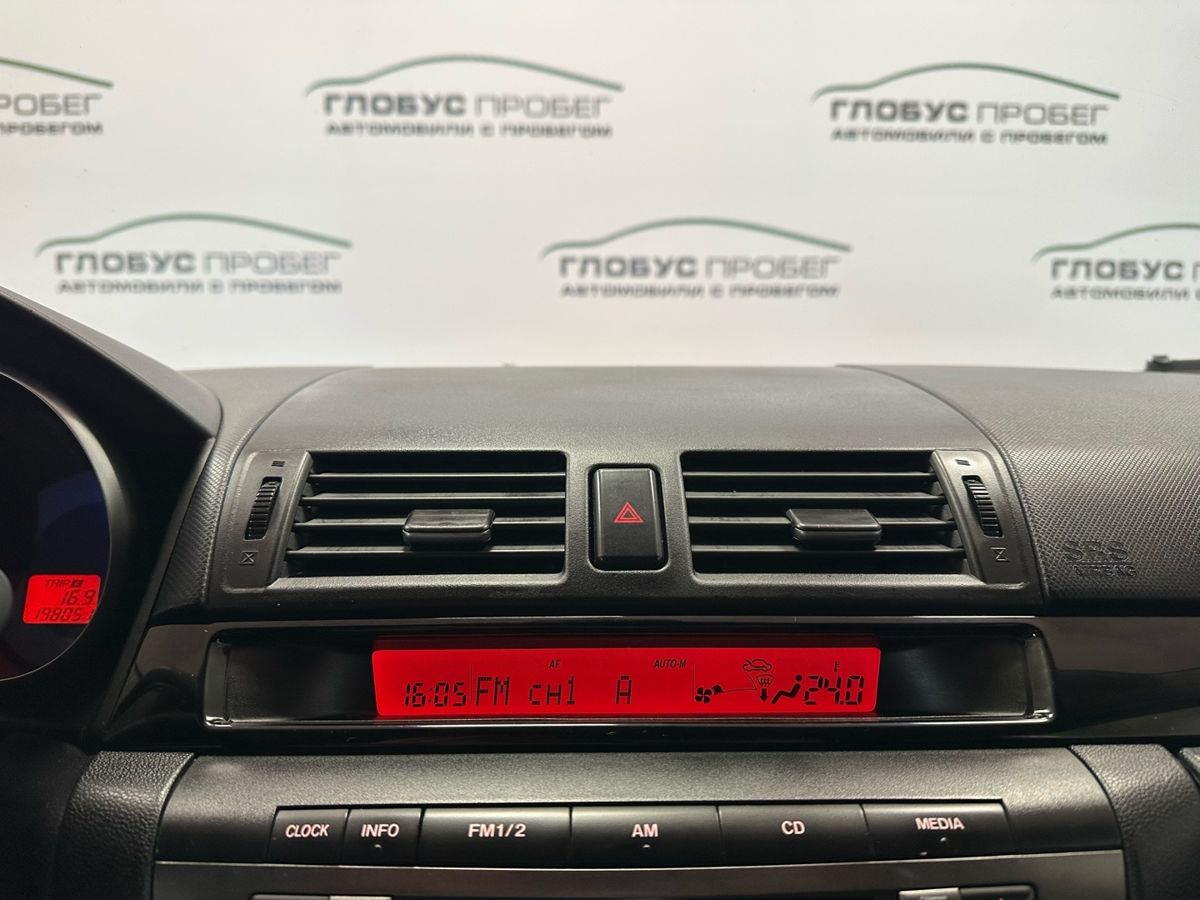 ПРОБЕГ
ПРОБЕГОМ
ГЛОБУС ПРОБЕГ
АВТОМОБИЛИ С ПРОБЕГОМ
ГЛОБУС ПРОБЕГ
АВТОМОБИЛИ С ПРОБЕГОМ
ГЛОБУС ПРОБЕГ
АВТОМОБИЛИ С ПРОБЕГОМ
ГЛОБУС ПРОБЕГ
АВТОМОБИЛИ С ПРОБЕГОМ
ГЛОБУС ПРОБЕГ
АВТОМОБИЛИ С ПРОБЕГОМ
SRS
AIRBAG
TRIP A
16.9
AF AUTO-M
16:05 FM CH1 A 24.0
CLOCK INFO FM1/2 AM CD MEDIA